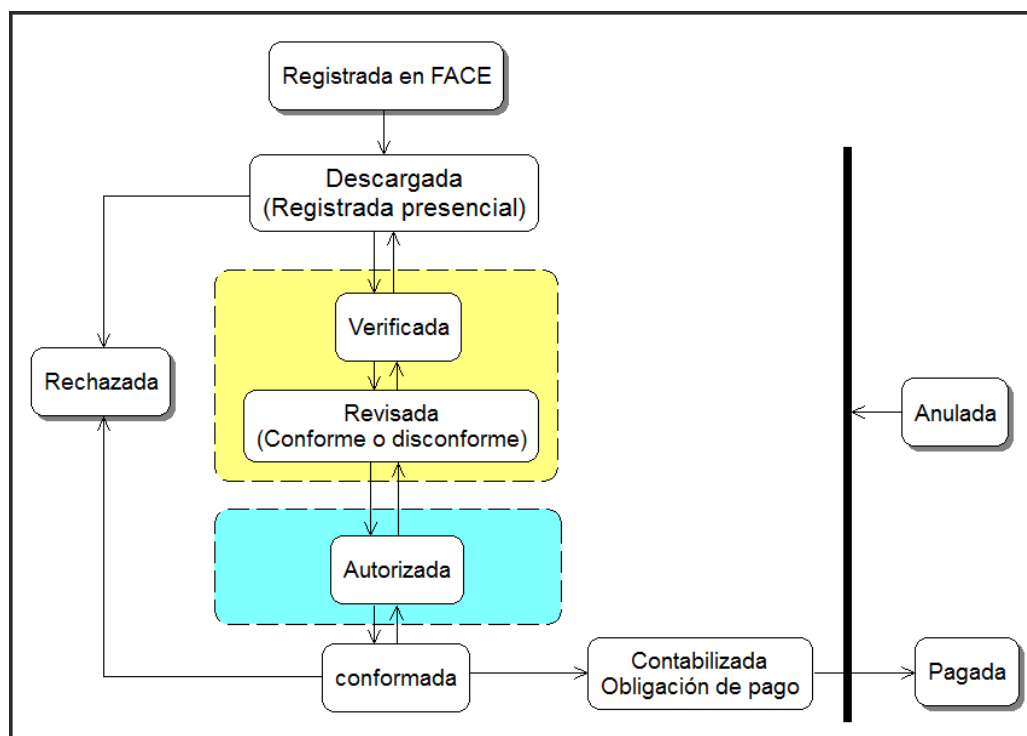 Registrada en FACE
Descargada
(Registrada presencial)
Verificada
Rechazada
Revisada
(Conforme o disconforme)
Anulada
Autorizada
conformada
Contabilizada
Obligación de pago
Pagada